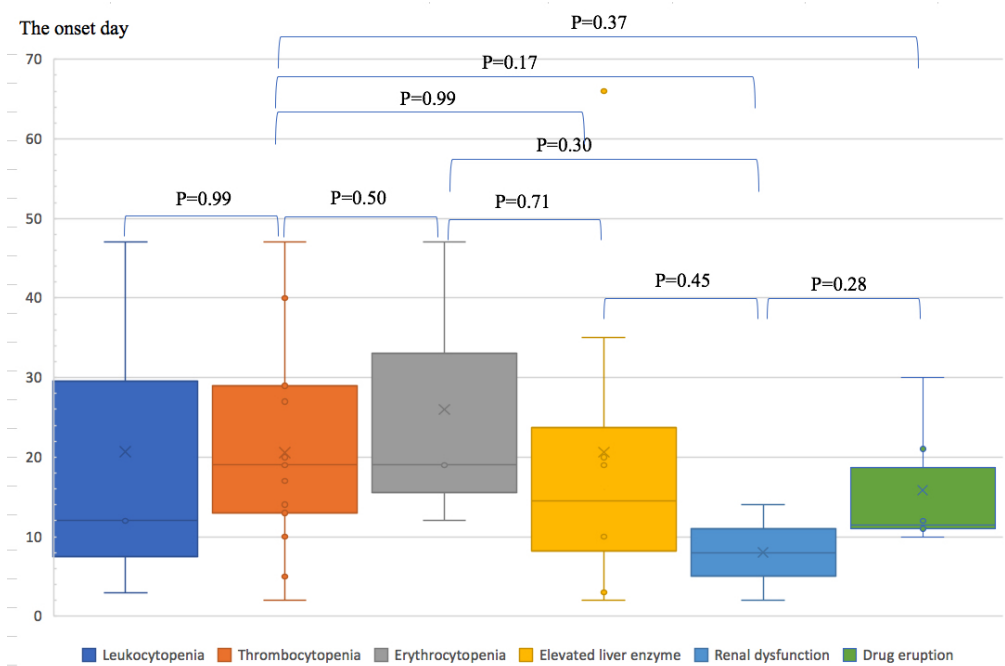 The onset day
P=0.37
70
P=0.17
P=0.99
60
P=0.30
P=0.99
P=0.50
P=0.71
50
P=0.45
P=0.28
40
30
20
10
0
Leukocytopenia Thrombocytopenia Erythrocytopenia Elevated liver enzyme Renal dysfunction Drug eruption